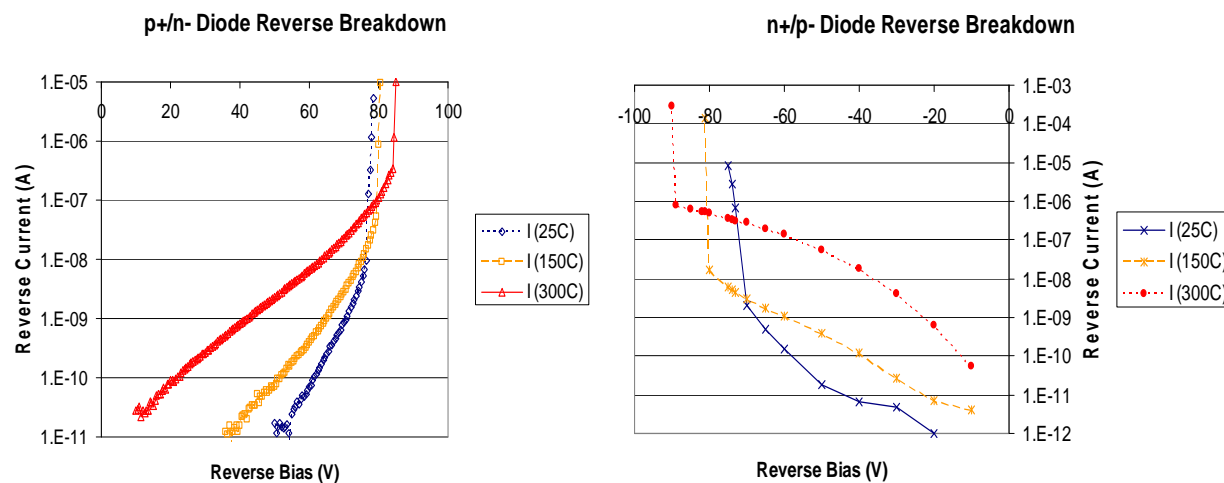 p+/n- Diode Reverse Breakdown
1.E-05
1.E-06
1.E-07
1.E-08
1.E-09
1.E-10
1.E-11
0 20 40 60 80 100
Reverse Current (A)
Reverse Bias (V)
I (25C)
I (150C)
I (300C)
n+/p- Diode Reverse Breakdown
1.E-03
1.E-04
1.E-05
1.E-06
1.E-07
1.E-08
1.E-09
1.E-10
1.E-11
1.E-12
-100 -80 -60 -40 -20 0
Reverse Current (A)
Reverse Bias (V)
I (25C)
I (150C)
I (300C)